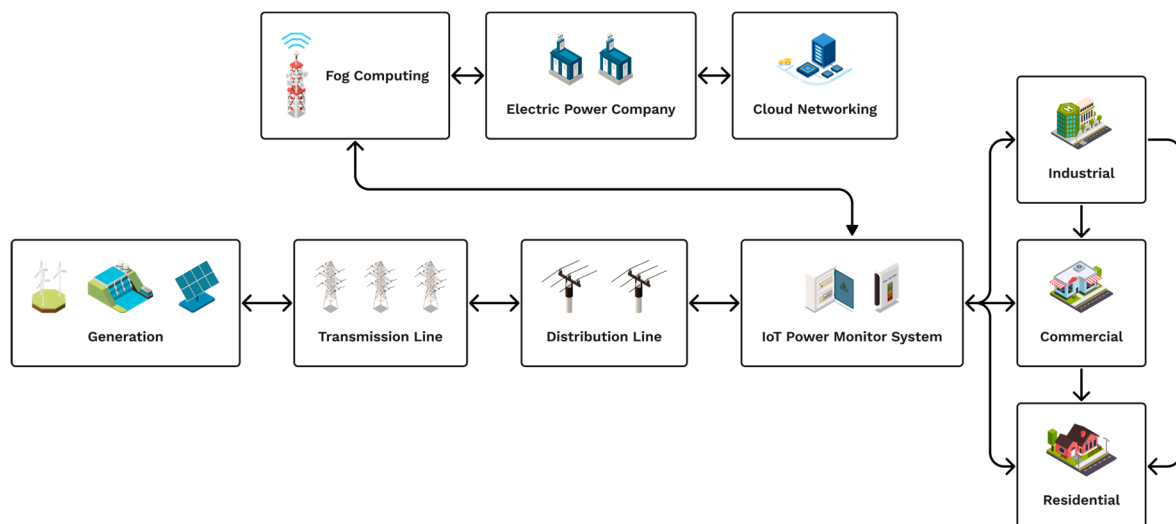 Fog Computing
Electric Power Company
Cloud Networking
Industrial
Generation
Transmission Line
Distribution Line
IoT Power Monitor System
Commercial
Residential